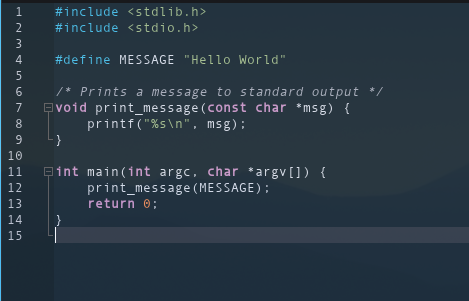 1 #include <stdlib.h>
2 #include <stdio.h>
3
4 #define MESSAGE "Hello World"
5
6 /* Prints a message to standard output */
7 void print_message(const char *msg) {
8     printf("%s\n", msg);
9 }
10
11 int main(int argc, char *argv[]) {
12     print_message(MESSAGE);
13     return 0;
14 }
15